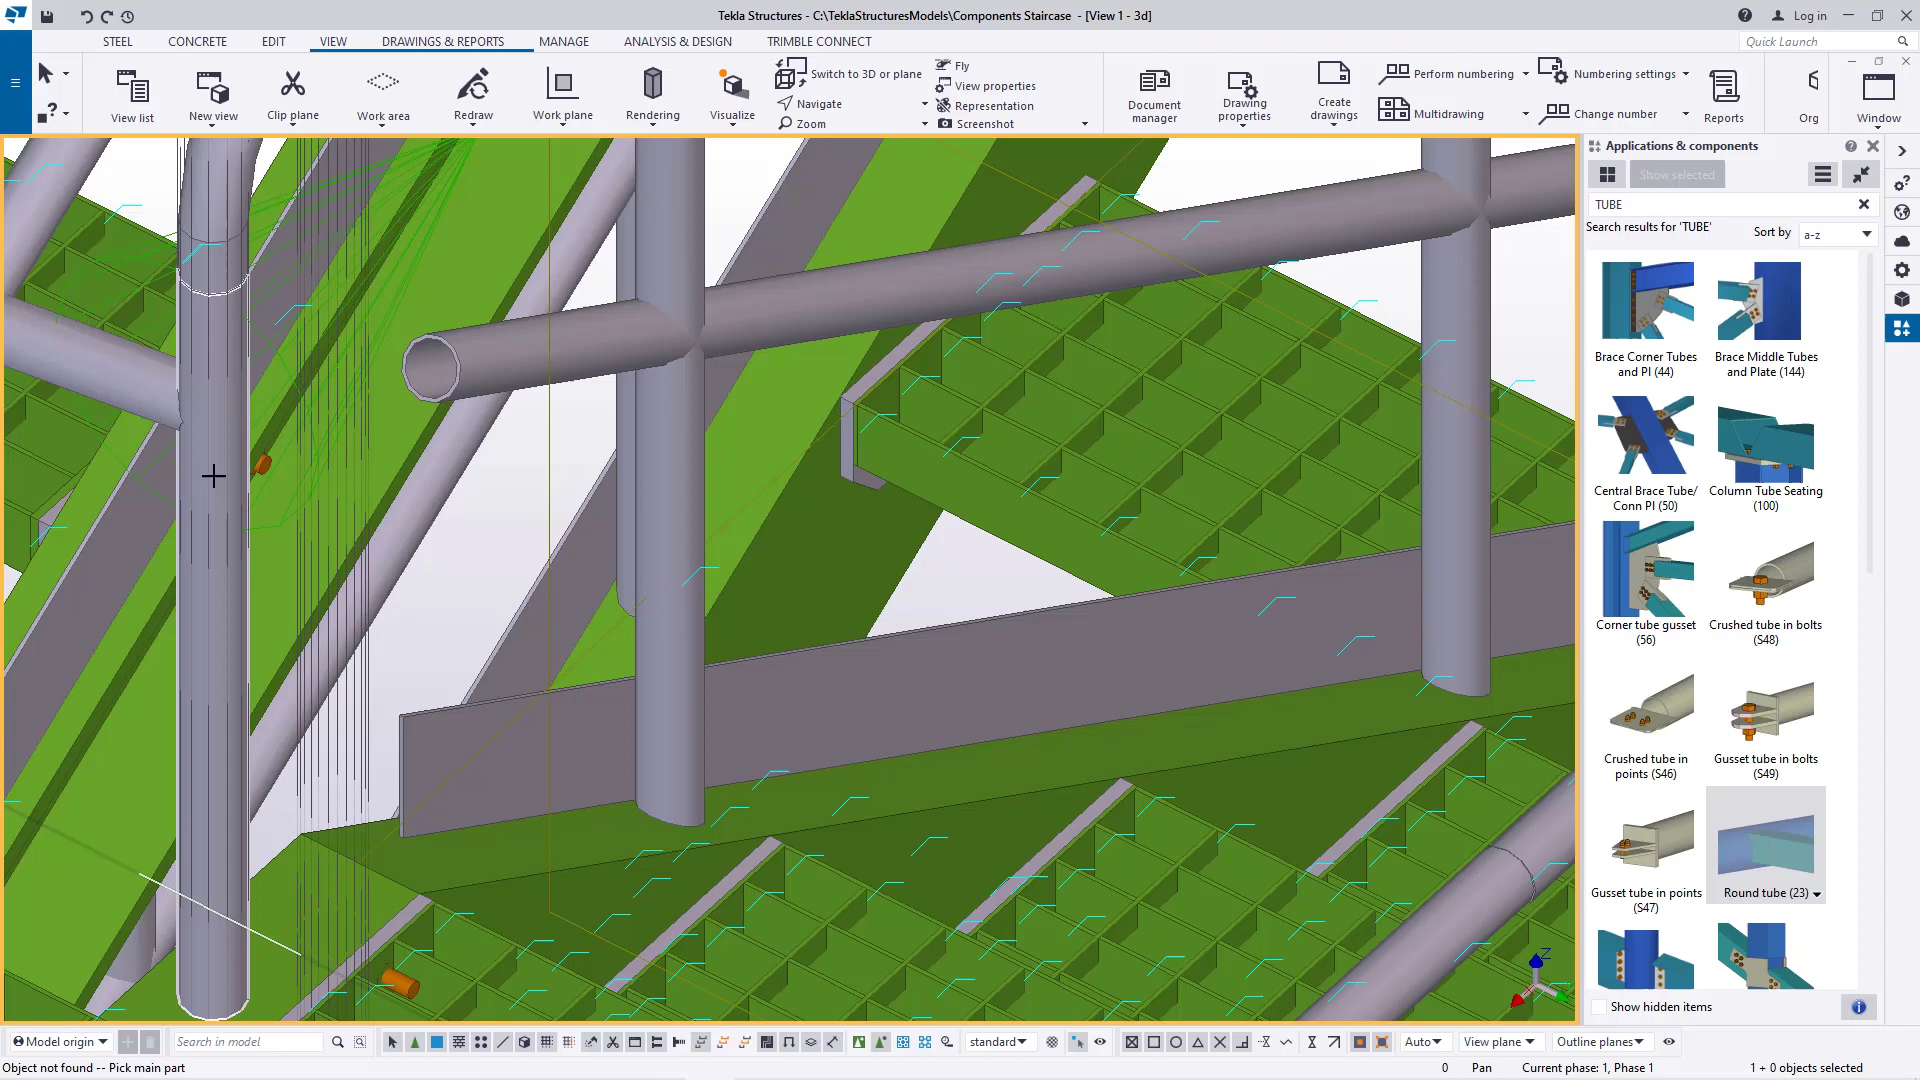 Tekla Structures - C:\TeklaStructuresModels\Components Staircase - [View 1 - 3d]
Log in
STEEL CONCRETE EDIT VIEW DRAWINGS & REPORTS MANAGE ANALYSIS & DESIGN TRIMBLE CONNECT
Quick Launch
View list
New view
Clip plane
Work area
Redraw
Work plane
Rendering
Visualize
Switch to 3D or plane
Navigate
Zoom
Fly
View properties
Representation
Screenshot
Document
manager
Drawing
properties
Create
drawings
Perform numbering
Multidrawing
Numbering settings
Change number
Reports
Org
Window
Applications & components
Show selected
TUBE
Search results for 'TUBE'
Sort by
a-z
Brace Corner Tubes
and Pl (44)
Brace Middle Tubes
and Plate (144)
Central Brace Tube/
Conn Pl (50)
Column Tube Seating
(100)
Corner tube gusset
(56)
Crushed tube in bolts
(S48)
Crushed tube in
points (S46)
Gusset tube in bolts
(S49)
Gusset tube in points
(S47)
Round tube (23)
Show hidden items
Z
Model origin
Search in model
standard
Auto
View plane
Outline planes
Object not found -- Pick main part
0
Pan
Current phase: 1, Phase 1
1 + 0 objects selected